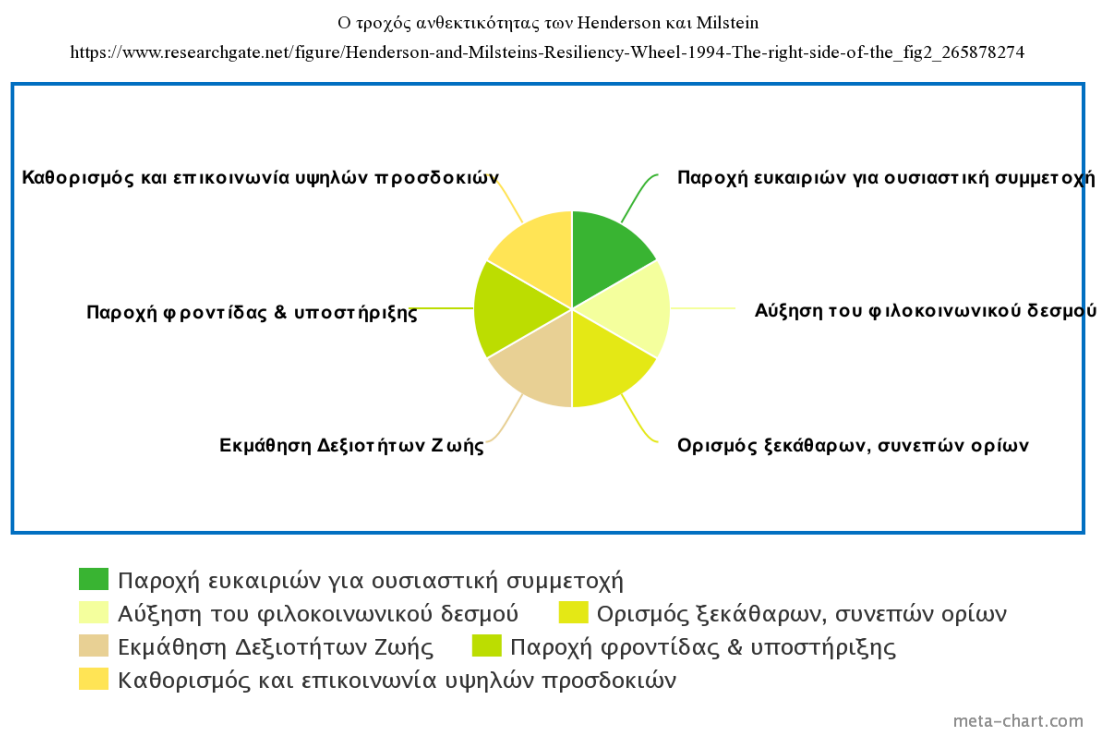 Ο τροχός ανθεκτικότητας των Henderson και Milstein
https://www.researchgate.net/figure/Henderson-and-Milsteins-Resiliency-Wheel-1994-The-right-side-of-the_fig2_265878274
Καθορισμός και επικοινωνία υψηλών προσδοκιών
Παροχή ευκαιριών για ουσιαστική συμμετοχή
Παροχή φροντίδας & υποστήριξης
Αύξηση του φιλοκοινωνικού δεσμού
Εκμάθηση Δεξιοτήτων Ζωής
Ορισμός ξεκάθαρων, συνεπών ορίων
Παροχή ευκαιριών για ουσιαστική συμμετοχή
Αύξηση του φιλοκοινωνικού δεσμού Ορισμός ξεκάθαρων, συνεπών ορίων
Εκμάθηση Δεξιοτήτων Ζωής Παροχή φροντίδας & υποστήριξης
Καθορισμός και επικοινωνία υψηλών προσδοκιών
meta-chart.com